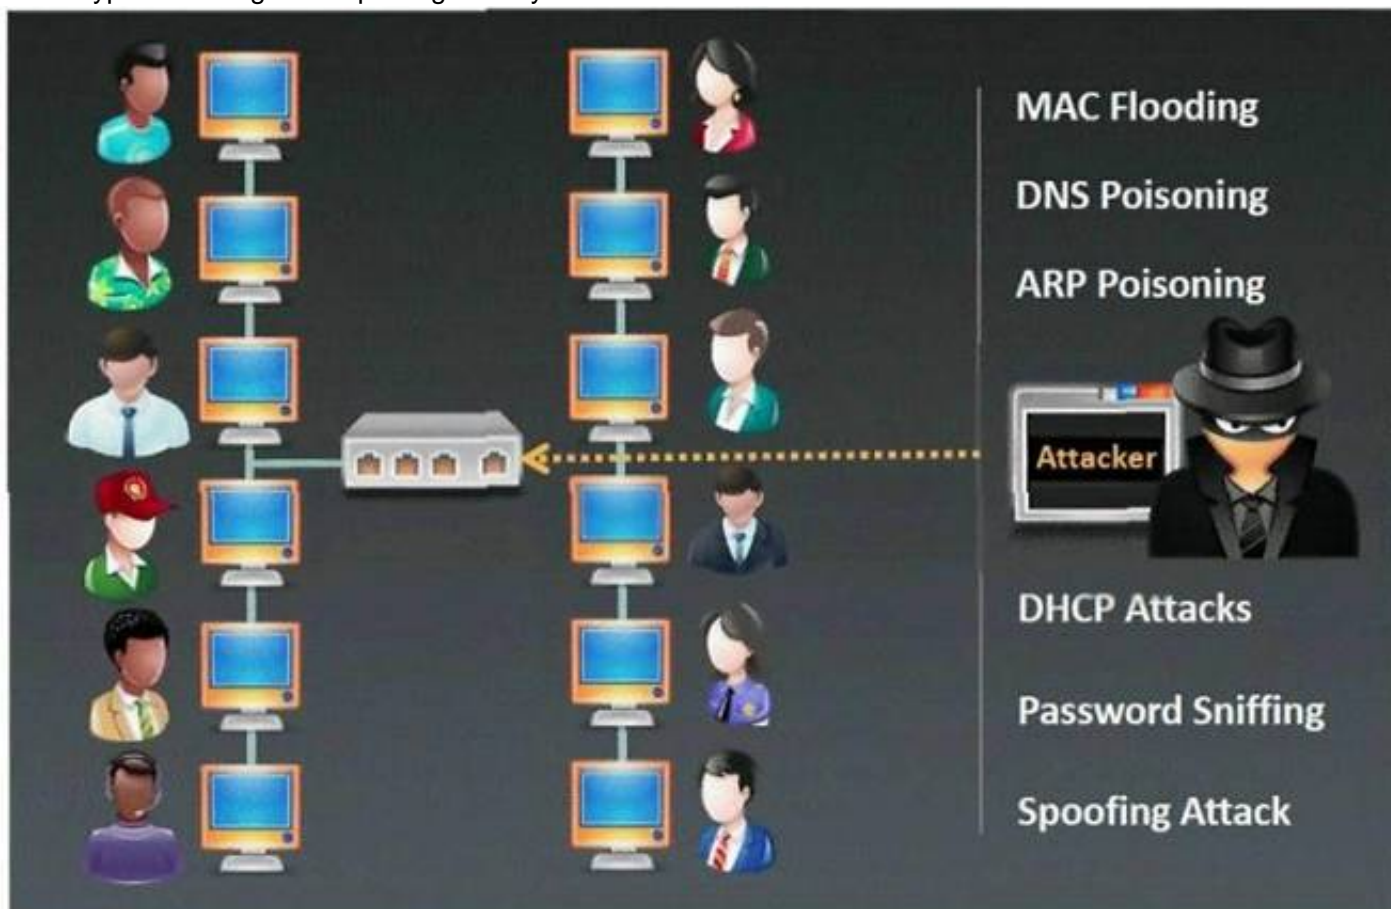 MAC Flooding
DNS Poisoning
ARP Poisoning
Attacker
DHCP Attacks
Password Sniffing
Spoofing Attack